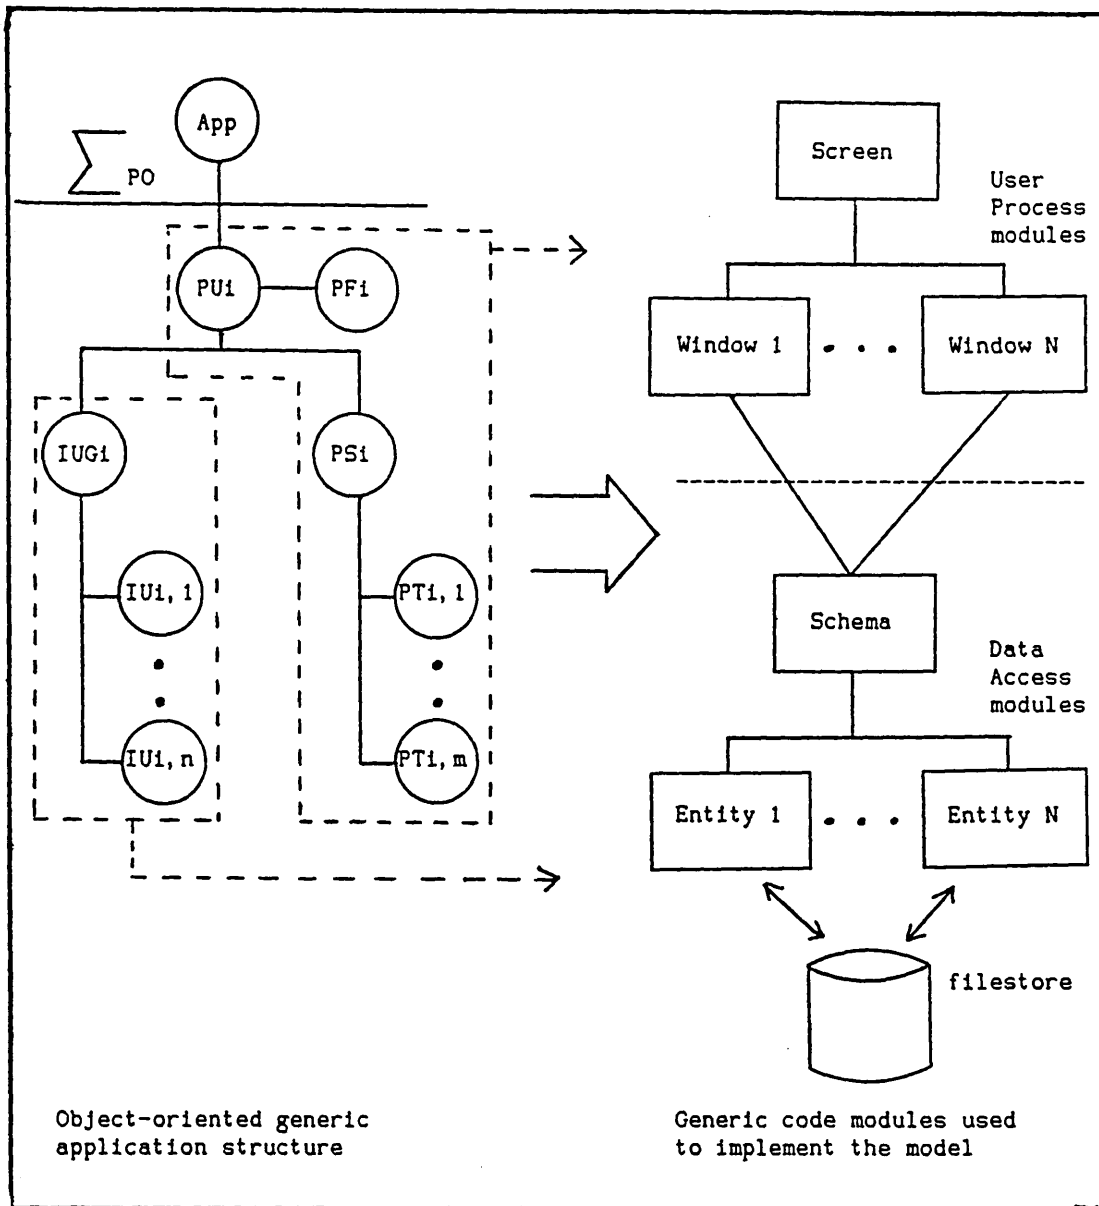 App
Σ PO
PUi
PFi
IUGi
PSi
IUi, 1
PTi, 1
IUi, n
PTi, m
Object-oriented generic
application structure
Screen
User
Process
modules
Window 1
Window N
Schema
Data
Access
modules
Entity 1
Entity N
filestore
Generic code modules used
to implement the model